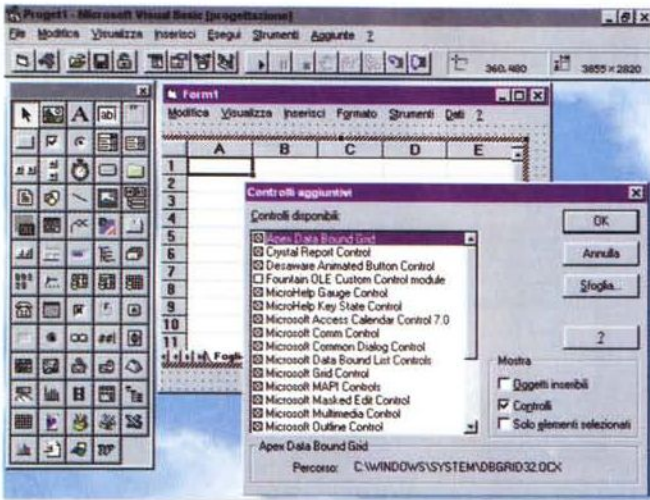 Proget1 - Microsoft Visual Basic [progettazione]
File Modifica Visualizza Inserisci Esegui Strumenti Aggiunte ?
360,480
3855 × 2820
Form1
Modifica Visualizza Inserisci Formato Strumenti Dati ?
A B C D E
1
2
3
4
5
6
7
8
9
10
11
Fogli
Controlli aggiuntivi
Controlli disponibili:
Apex Data Bound Grid
Crystal Report Control
Desaware Animated Button Control
Fountain OLE Custom Control module
MicroHelp Gauge Control
MicroHelp Key State Control
Microsoft Access Calendar Control 7.0
Microsoft Comm Control
Microsoft Common Dialog Control
Microsoft Data Bound List Controls
Microsoft Grid Control
Microsoft MAPI Controls
Microsoft Masked Edit Control
Microsoft Multimedia Control
Microsoft Outline Control
OK
Annulla
Sfoglia...
?
Mostra
Oggetti inseribili
Controlli
Solo elementi selezionati
Apex Data Bound Grid
Percorso: C:\WINDOWS\SYSTEM\DBGRID32.OCX